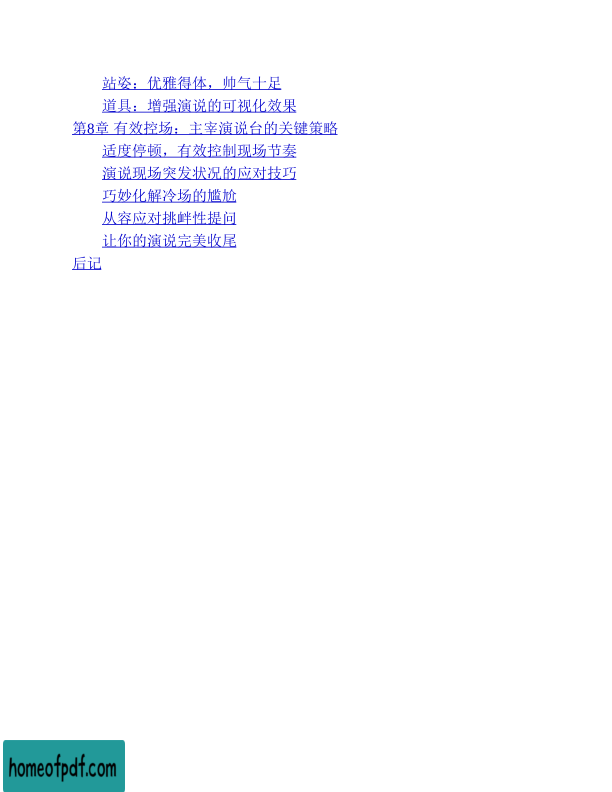 站姿：优雅得体，帅气十足
道具：增强演说的可视化效果
第8章 有效控场：主宰演说台的关键策略
适度停顿，有效控制现场节奏
演说现场突发状况的应对技巧
巧妙化解冷场的尴尬
从容应对挑衅性提问
让你的演说完美收尾
后记
homeofpdf.com